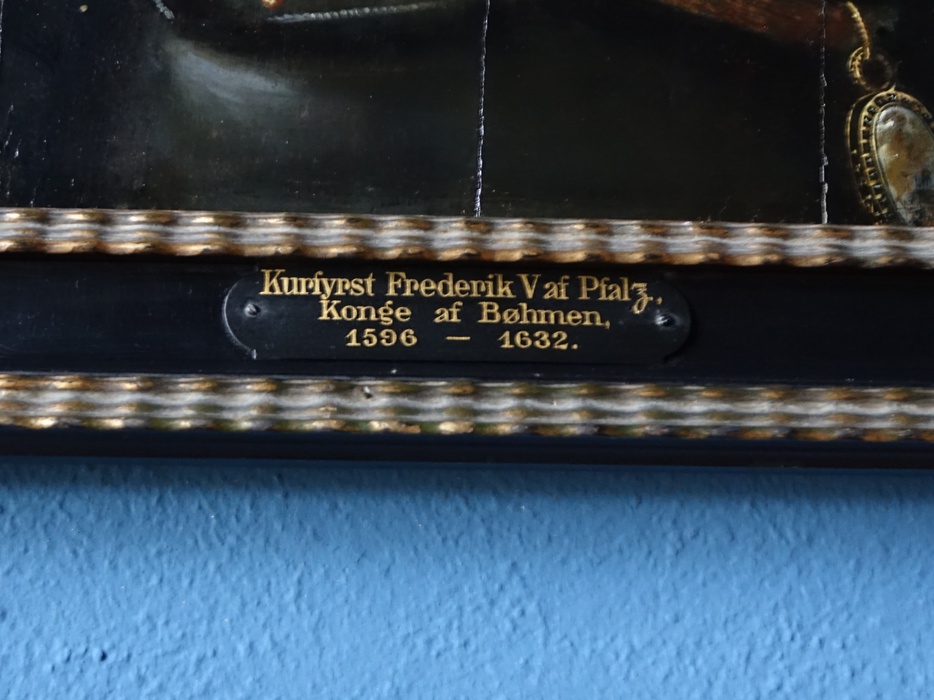 Kurfyrst Frederik V af Pfalz.,
Konge af Bøhmen,
1596 — 1632.